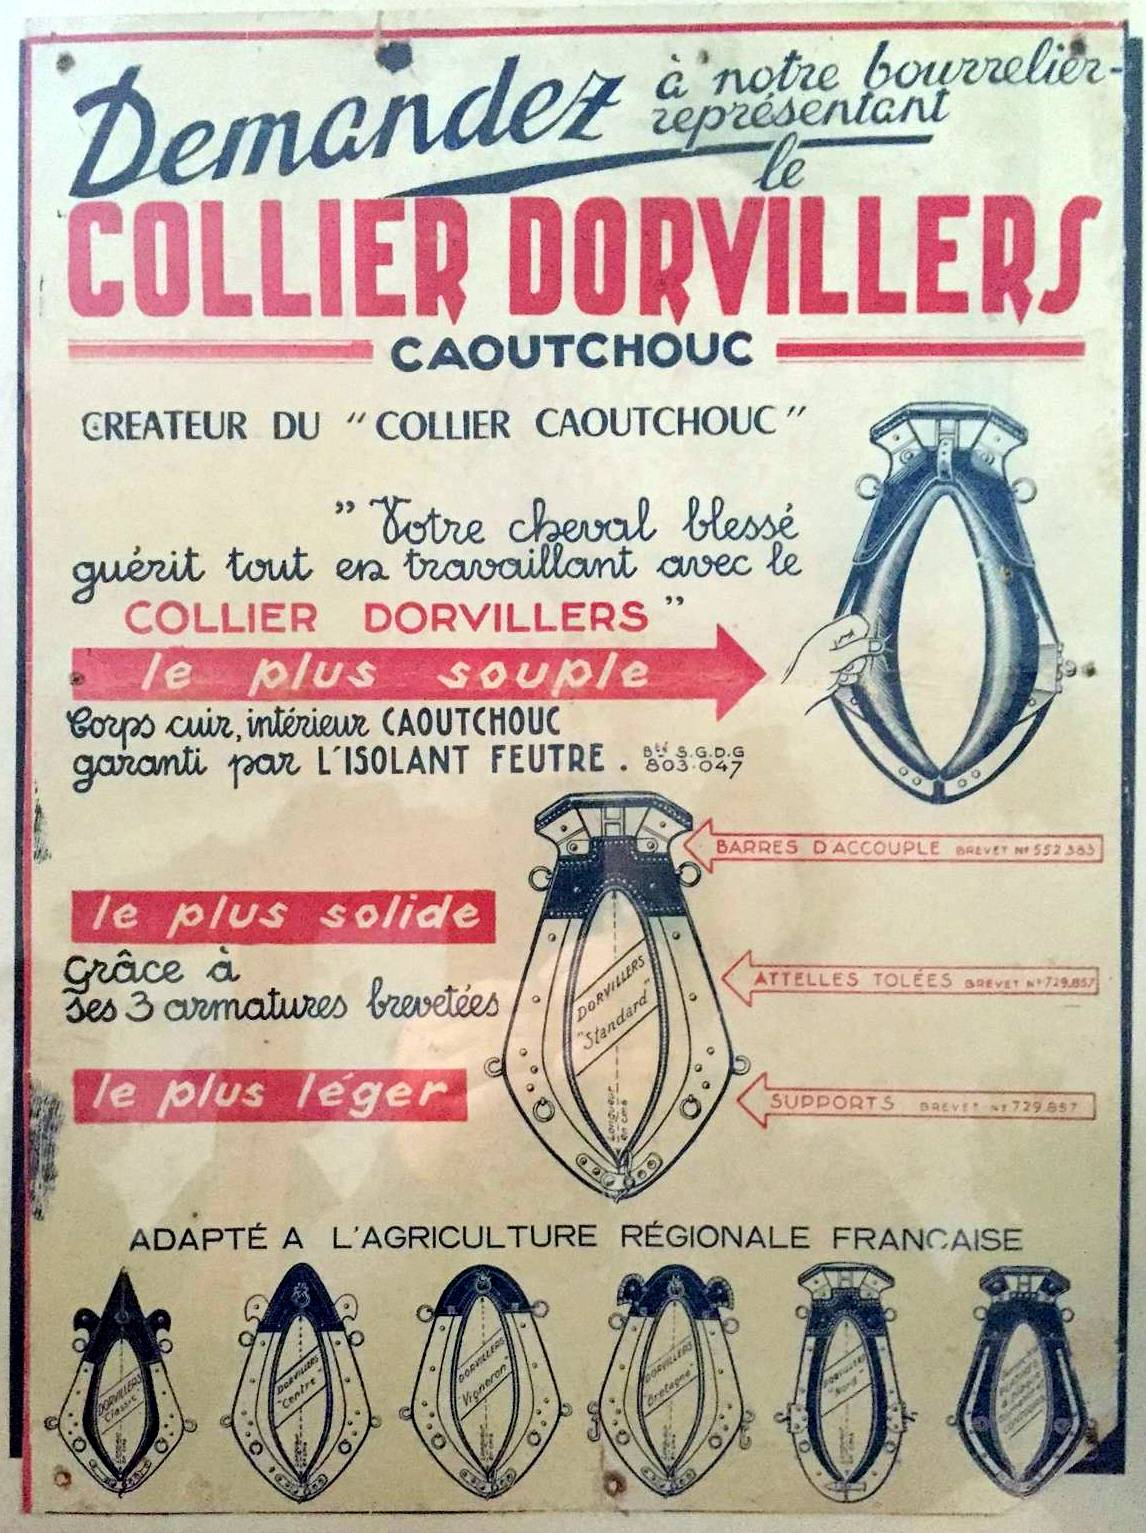 Demandez à notre bourrelier-
représentant
le
COLLIER DORVILLERS
CAOUTCHOUC
CREATEUR DU "COLLIER CAOUTCHOUC"
" Votre cheval blessé
guérit tout en travaillant avec le
COLLIER DORVILLERS "
le plus souple
Corps cuir, intérieur CAOUTCHOUC
garanti par L'ISOLANT FEUTRE. Bté S.G.D.G
803.047
BARRES D'ACCOUPLE BREVET No 552.383
le plus solide
Grâce à
ses 3 armatures brevetées
DORVILLERS
"Standard"
Longueur
en cms
ATTELLES TOLÉES BREVET No 729.857
le plus léger
SUPPORTS BREVET No 729.857
ADAPTÉ A L'AGRICULTURE RÉGIONALE FRANCAISE
DORVILLERS
"Classic"
DORVILLERS
"Centre"
DORVILLERS
"Vigneron"
DORVILLERS
"Bretagne"
DORVILLERS
"Nord"